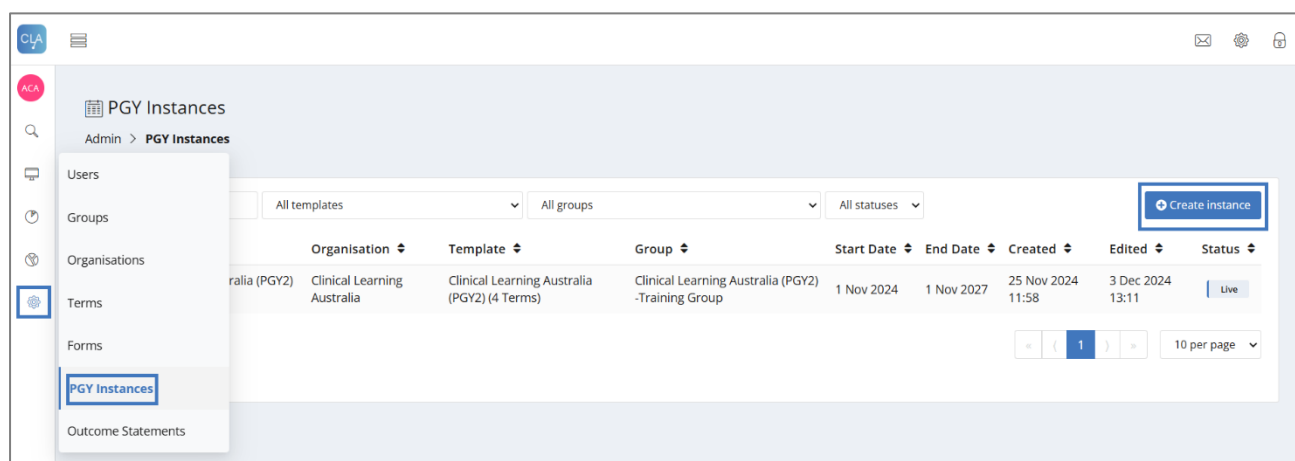 CLA
ACA
PGY Instances
Admin > PGY Instances
Users
Groups
Organisations
Terms
Forms
PGY Instances
Outcome Statements
All templates
All groups
All statuses
Create instance
Organisation
Template
Group
Start Date
End Date
Created
Edited
Status
ralia (PGY2)
Clinical Learning
Australia
Clinical Learning Australia
(PGY2) (4 Terms)
Clinical Learning Australia (PGY2)
-Training Group
1 Nov 2024
1 Nov 2027
25 Nov 2024
11:58
3 Dec 2024
13:11
Live
« ⟨ 1 ⟩ »
10 per page